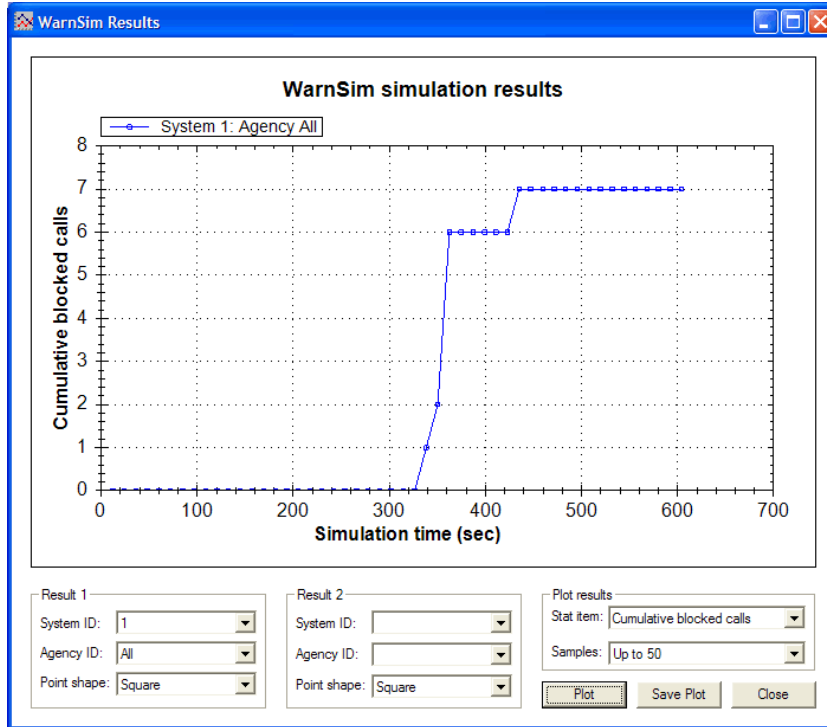 WarnSim Results
WarnSim simulation results
System 1: Agency All
8
7
6
5
4
3
2
1
0
Cumulative blocked calls
0 100 200 300 400 500 600 700
Simulation time (sec)
Result 1
System ID: 1
Agency ID: All
Point shape: Square
Result 2
System ID:
Agency ID:
Point shape: Square
Plot results
Stat item: Cumulative blocked calls
Samples: Up to 50
Plot Save Plot Close